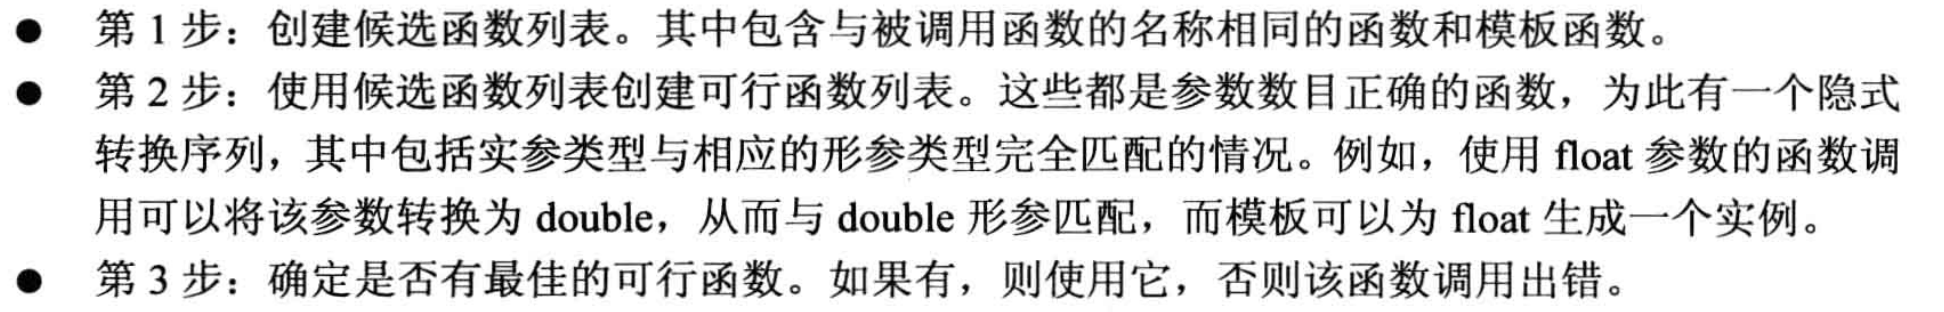 ● 第 1 步：创建候选函数列表。其中包含与被调用函数的名称相同的函数和模板函数。
● 第 2 步：使用候选函数列表创建可行函数列表。这些都是参数数目正确的函数，为此有一个隐式
转换序列，其中包括实参类型与相应的形参类型完全匹配的情况。例如，使用 float 参数的函数调
用可以将该参数转换为 double，从而与 double 形参匹配，而模板可以为 float 生成一个实例。
● 第 3 步：确定是否有最佳的可行函数。如果有，则使用它，否则该函数调用出错。